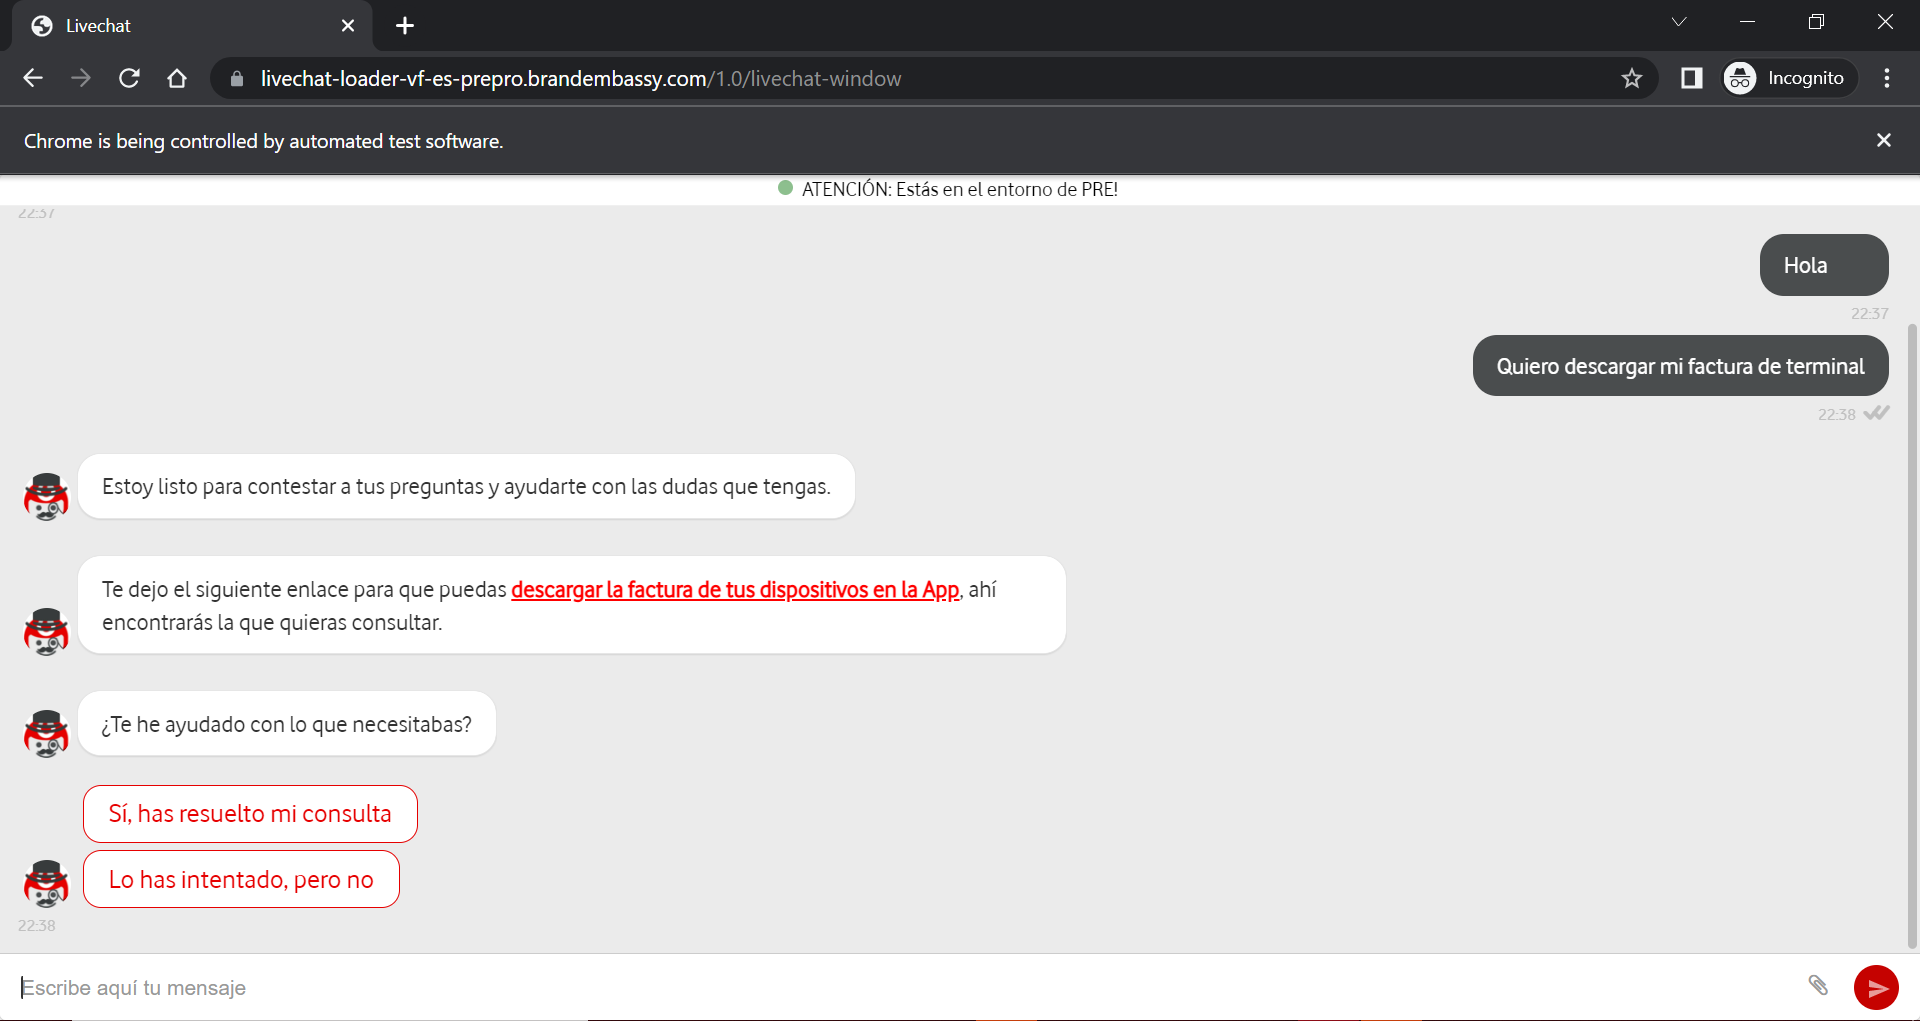 Livechat
livechat-loader-vf-es-prepro.brandembassy.com/1.0/livechat-window
Incognito
Chrome is being controlled by automated test software.
ATENCIÓN: Estás en el entorno de PRE!
22:37
Hola
22:37
Quiero descargar mi factura de terminal
22:38
Estoy listo para contestar a tus preguntas y ayudarte con las dudas que tengas.
Te dejo el siguiente enlace para que puedas descargar la factura de tus dispositivos en la App, ahí
encontrarás la que quieras consultar.
¿Te he ayudado con lo que necesitabas?
Sí, has resuelto mi consulta
Lo has intentado, pero no
22:38
Escribe aquí tu mensaje